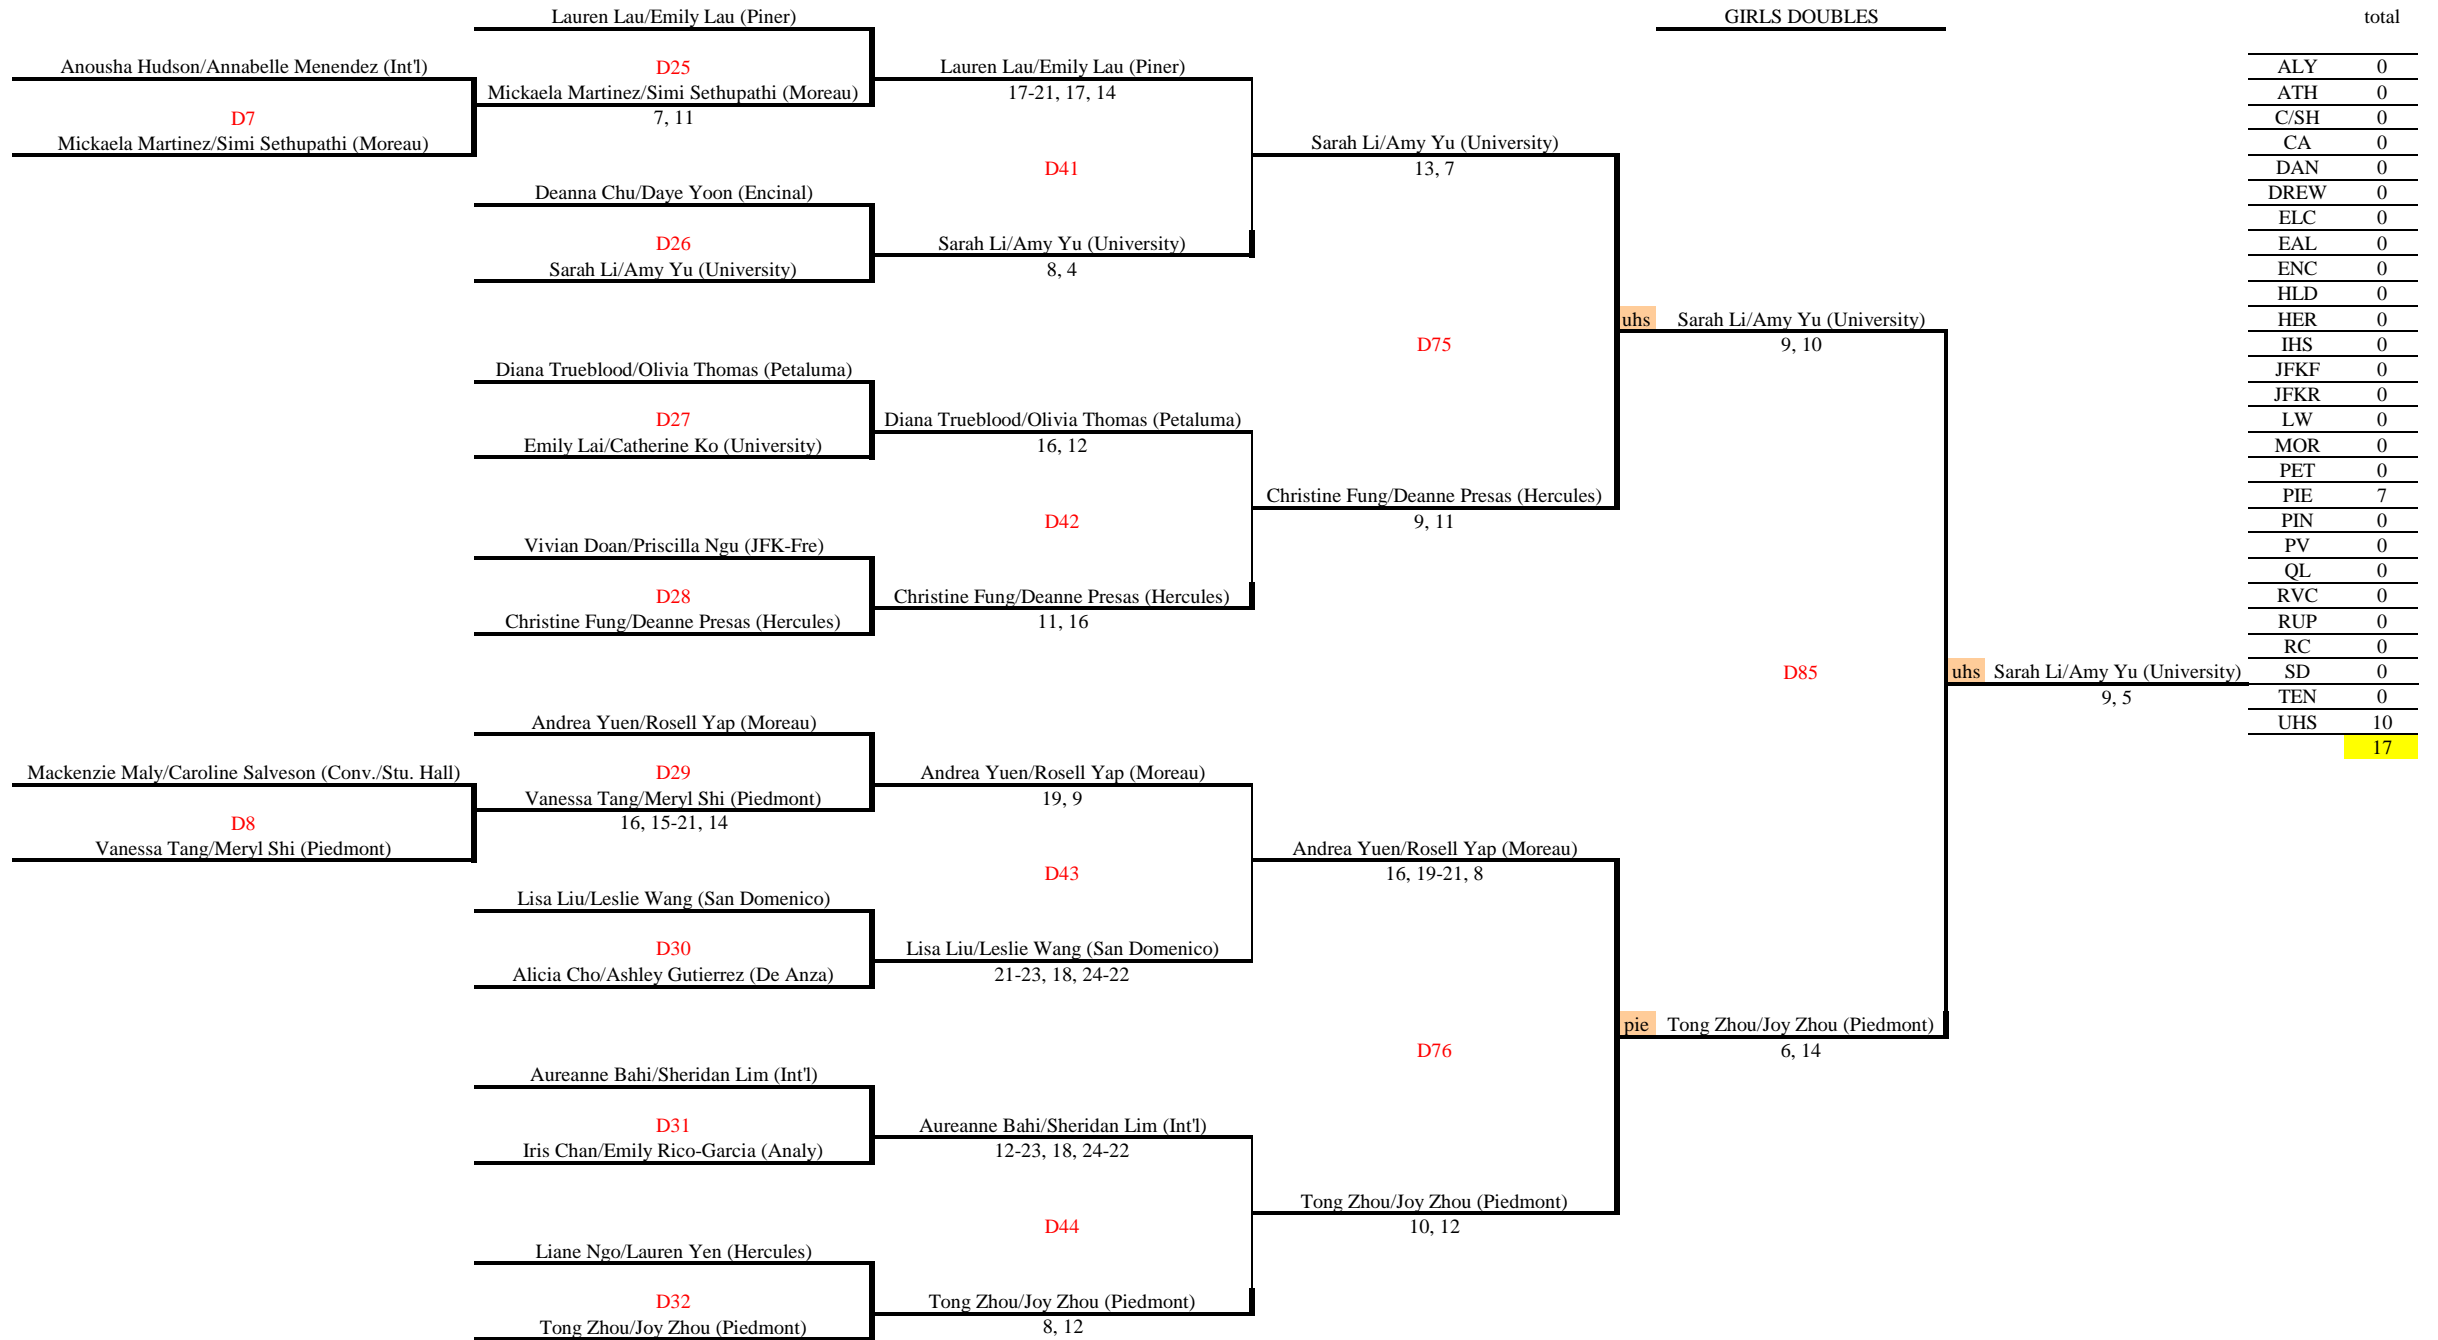 Lauren Lau/Emily Lau (Piner)
GIRLS DOUBLES
total
Anousha Hudson/Annabelle Menendez (Int'l)
D25
Lauren Lau/Emily Lau (Piner)
ALY 0
Mickaela Martinez/Simi Sethupathi (Moreau)
17-21, 17, 14
ATH 0
D7
7, 11
C/SH 0
Mickaela Martinez/Simi Sethupathi (Moreau)
Sarah Li/Amy Yu (University)
CA 0
D41
13, 7
DAN 0
Deanna Chu/Daye Yoon (Encinal)
DREW 0
ELC 0
D26
Sarah Li/Amy Yu (University)
EAL 0
Sarah Li/Amy Yu (University)
8, 4
ENC 0
HLD 0
uhs Sarah Li/Amy Yu (University)
HER 0
D75
9, 10
IHS 0
Diana Trueblood/Olivia Thomas (Petaluma)
JFKF 0
JFKR 0
D27
Diana Trueblood/Olivia Thomas (Petaluma)
LW 0
Emily Lai/Catherine Ko (University)
16, 12
MOR 0
PET 0
Christine Fung/Deanne Presas (Hercules)
PIE 7
D42
9, 11
PIN 0
Vivian Doan/Priscilla Ngu (JFK-Fre)
PV 0
QL 0
D28
Christine Fung/Deanne Presas (Hercules)
RVC 0
Christine Fung/Deanne Presas (Hercules)
11, 16
RUP 0
RC 0
D85
uhs Sarah Li/Amy Yu (University)
SD 0
9, 5
TEN 0
Andrea Yuen/Rosell Yap (Moreau)
UHS 10
17
Mackenzie Maly/Caroline Salveson (Conv./Stu. Hall)
D29
Andrea Yuen/Rosell Yap (Moreau)
Vanessa Tang/Meryl Shi (Piedmont)
19, 9
D8
16, 15-21, 14
Vanessa Tang/Meryl Shi (Piedmont)
Andrea Yuen/Rosell Yap (Moreau)
D43
16, 19-21, 8
Lisa Liu/Leslie Wang (San Domenico)
D30
Lisa Liu/Leslie Wang (San Domenico)
Alicia Cho/Ashley Gutierrez (De Anza)
21-23, 18, 24-22
pie Tong Zhou/Joy Zhou (Piedmont)
D76
6, 14
Aureanne Bahi/Sheridan Lim (Int'l)
D31
Aureanne Bahi/Sheridan Lim (Int'l)
Iris Chan/Emily Rico-Garcia (Analy)
12-23, 18, 24-22
Tong Zhou/Joy Zhou (Piedmont)
D44
10, 12
Liane Ngo/Lauren Yen (Hercules)
D32
Tong Zhou/Joy Zhou (Piedmont)
Tong Zhou/Joy Zhou (Piedmont)
8, 12